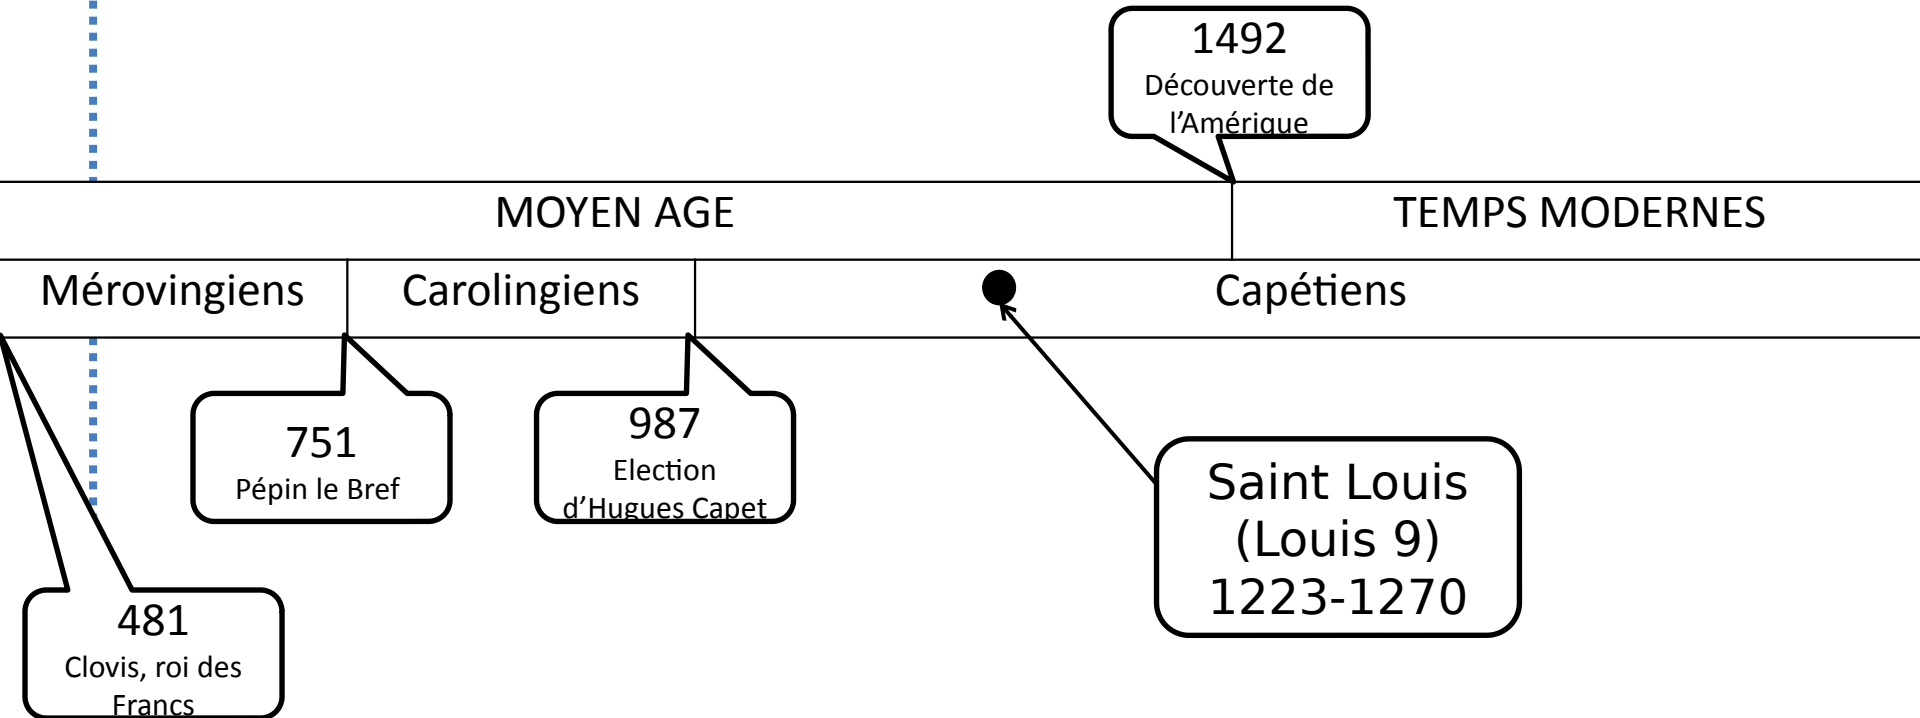 1492
Découverte de
l’Amérique
MOYEN AGE
TEMPS MODERNES
Mérovingiens
Carolingiens
Capétiens
751
Pépin le Bref
987
Election
d’Hugues Capet
Saint Louis
(Louis 9)
1223-1270
481
Clovis, roi des
Francs